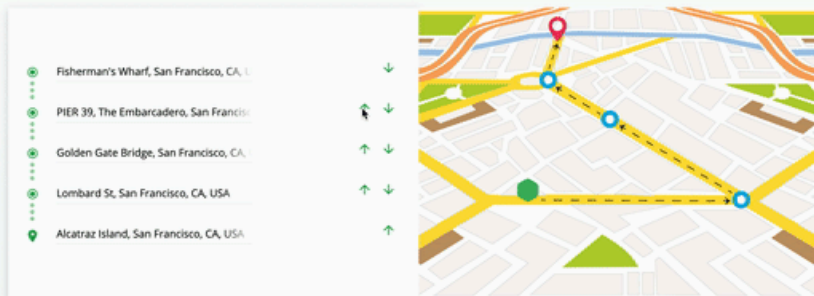 Fisherman's Wharf, San Francisco, CA,
PIER 39, The Embarcadero, San Francisc
Golden Gate Bridge, San Francisco, CA,
Lombard St, San Francisco, CA, USA
Alcatraz Island, San Francisco, CA, USA